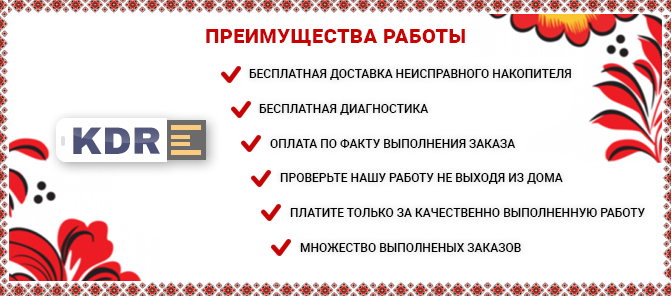 ПРЕИМУЩЕСТВА РАБОТЫ
БЕСПЛАТНАЯ ДОСТАВКА НЕИСПРАВНОГО НАКОПИТЕЛЯ
БЕСПЛАТНАЯ ДИАГНОСТИКА
KDRE
ОПЛАТА ПО ФАКТУ ВЫПОЛНЕНИЯ ЗАКАЗА
ПРОВЕРЬТЕ НАШУ РАБОТУ НЕ ВЫХОДЯ ИЗ ДОМА
ПЛАТИТЕ ТОЛЬКО ЗА КАЧЕСТВЕННО ВЫПОЛНЕННУЮ РАБОТУ
МНОЖЕСТВО ВЫПОЛНЕНЫХ ЗАКАЗОВ